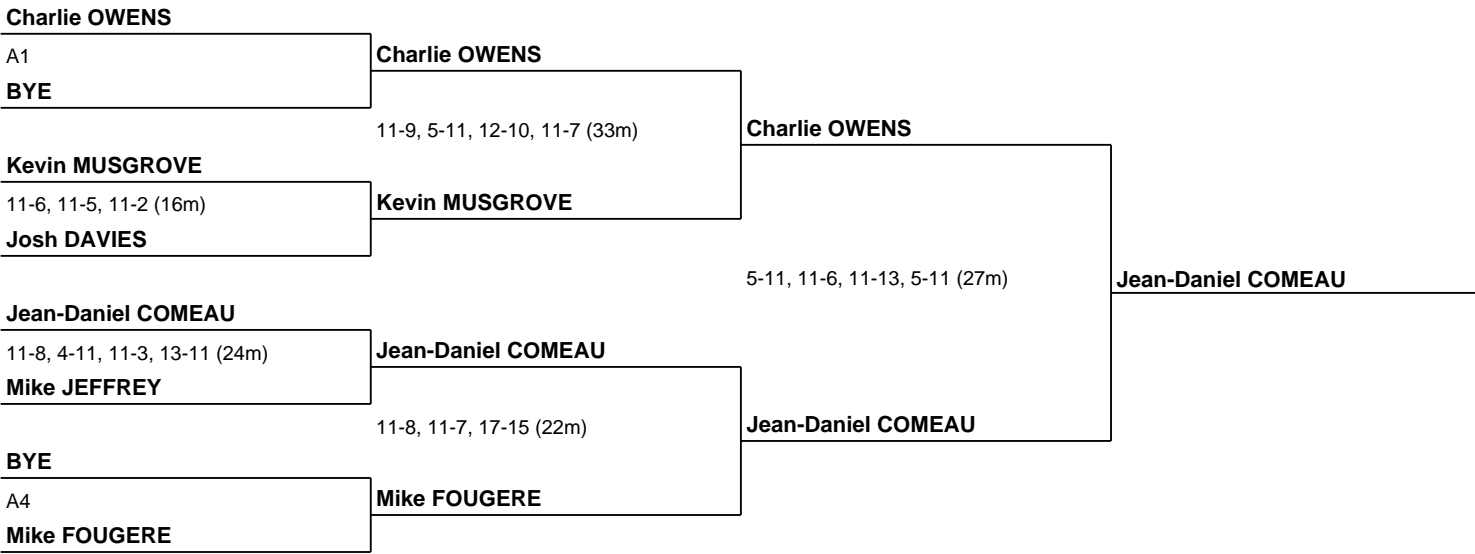 Charlie OWENS
A1
BYE
Kevin MUSGROVE
11-6, 11-5, 11-2 (16m)
Josh DAVIES
Jean-Daniel COMEAU
11-8, 4-11, 11-3, 13-11 (24m)
Mike JEFFREY
BYE
A4
Mike FOUGERE
Charlie OWENS
11-9, 5-11, 12-10, 11-7 (33m)
Kevin MUSGROVE
Jean-Daniel COMEAU
11-8, 11-7, 17-15 (22m)
Mike FOUGERE
Charlie OWENS
5-11, 11-6, 11-13, 5-11 (27m)
Jean-Daniel COMEAU
Jean-Daniel COMEAU